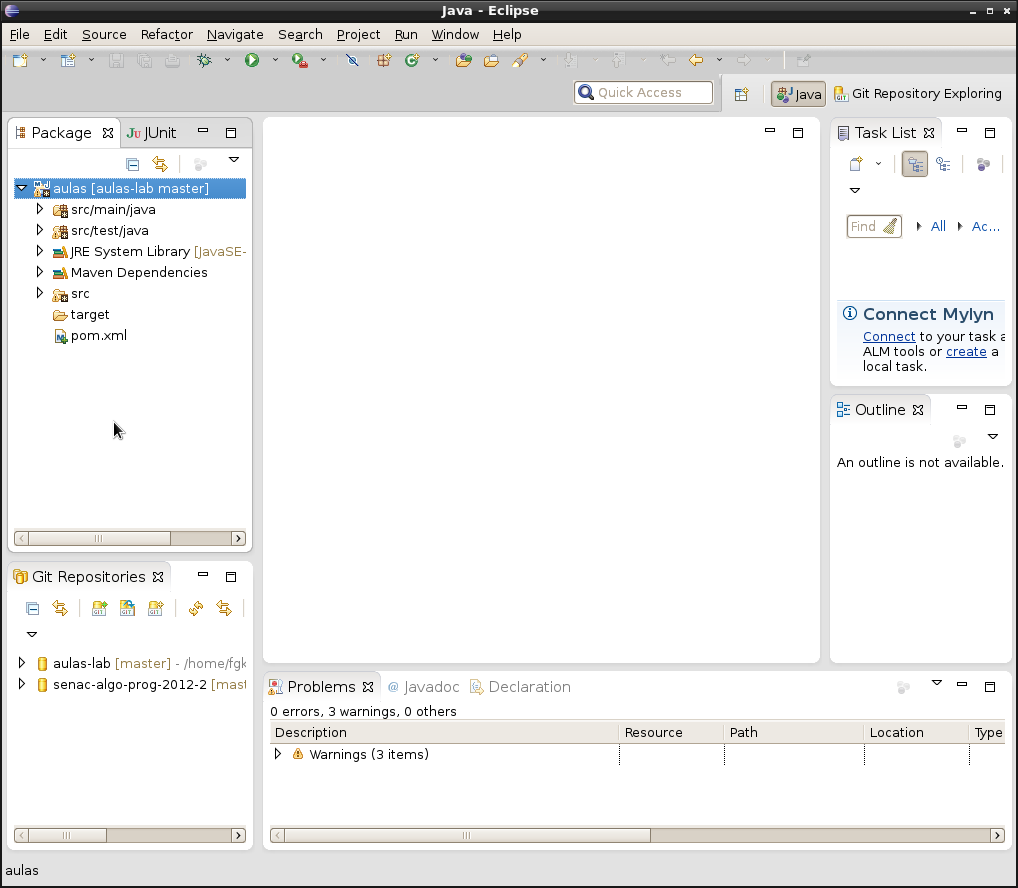 Java - Eclipse
File Edit Source Refactor Navigate Search Project Run Window Help
Quick Access
Java
Git Repository Exploring
Package
JUnit
aulas [aulas-lab master]
src/main/java
src/test/java
JRE System Library [JavaSE-
Maven Dependencies
src
target
pom.xml
Git Repositories
aulas-lab [master] - /home/fgk
senac-algo-prog-2012-2 [mast
Task List
Find
All
Ac...
Connect Mylyn
Connect to your task a
ALM tools or create a
local task.
Outline
An outline is not available.
Problems
@ Javadoc
Declaration
0 errors, 3 warnings, 0 others
Description Resource Path Location Type
Warnings (3 items)
aulas